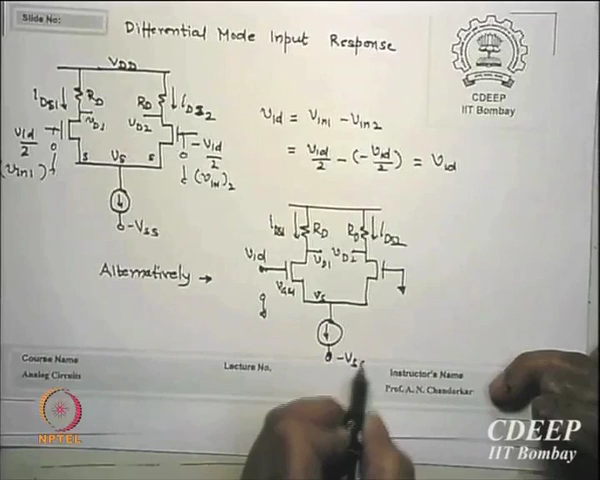 Slide No:
Differential Mode Input Response
CDEEP
IIT Bombay
VDD
IDS1
RD
RD
IDS2
vD1
vD2
vid/2
-vid/2
S
VS
S
(vin1)
(vin)2
-VSS
vid = vin1 - vin2
= vid/2 - (-vid/2) = vid
Alternatively →
IDS1
RD
RD
IDS2
vid
vD1
vD2
vGS1
vS
-VSS
Course Name
Analog Circuits
Lecture No.
Instructor's Name
Prof. A. N. Chandorkar
NPTEL
CDEEP
IIT Bombay